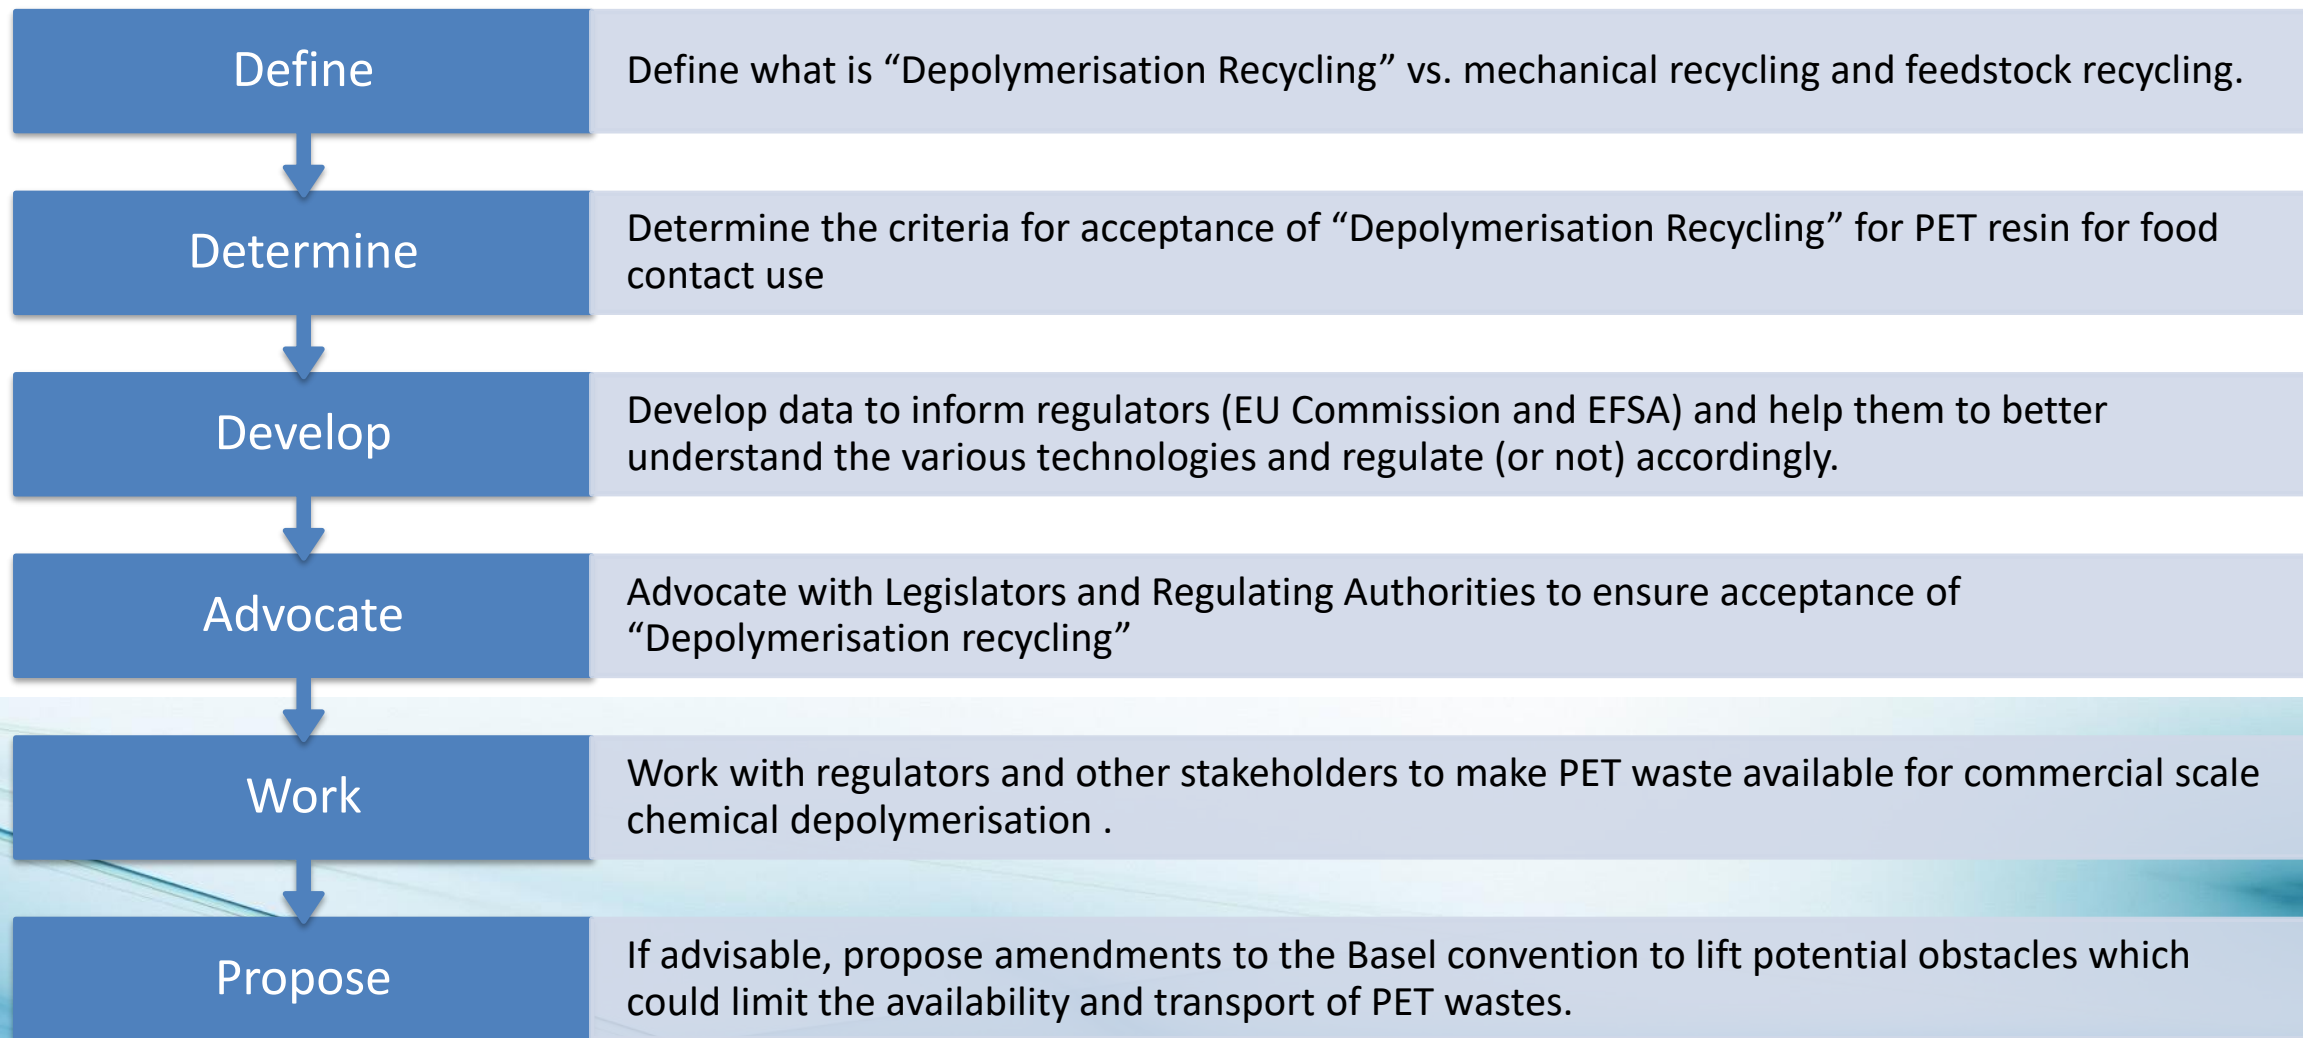 Define
Define what is “Depolymerisation Recycling” vs. mechanical recycling and feedstock recycling.
Determine
Determine the criteria for acceptance of “Depolymerisation Recycling” for PET resin for food
contact use
Develop
Develop data to inform regulators (EU Commission and EFSA) and help them to better
understand the various technologies and regulate (or not) accordingly.
Advocate
Advocate with Legislators and Regulating Authorities to ensure acceptance of
“Depolymerisation recycling”
Work
Work with regulators and other stakeholders to make PET waste available for commercial scale
chemical depolymerisation .
Propose
If advisable, propose amendments to the Basel convention to lift potential obstacles which
could limit the availability and transport of PET wastes.